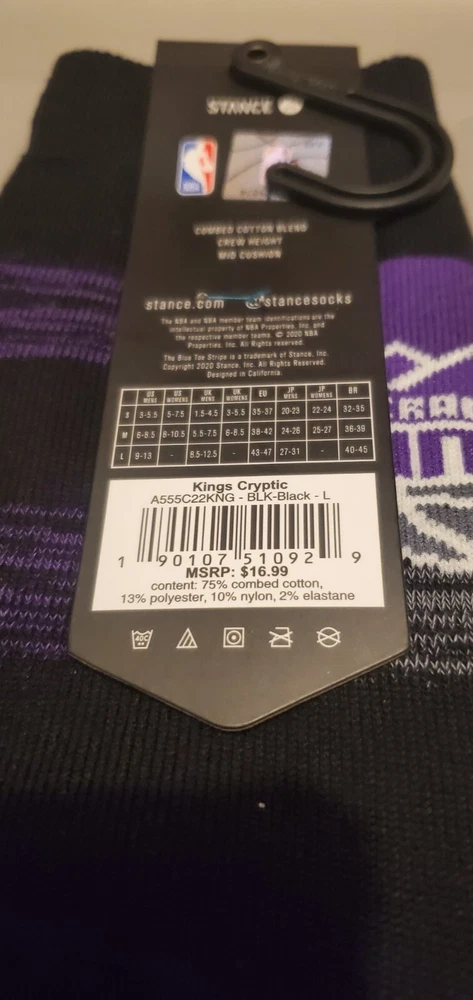 STANCE
NBA
COMBED COTTON BLEND
CREW HEIGHT
MID CUSHION
stance.com @stancesocks
The NBA and NBA member team identifications are the
intellectual property of NBA Properties, Inc. and
the respective member teams. © 2020 NBA
Properties, Inc. All Rights reserved.
The Blue Toe Stripe is a trademark of Stance, Inc.
Copyright 2020 Stance, Inc. All Rights Reserved.
Designed in California.
US MENS US WOMENS UK MENS UK WOMENS EU JP MENS JP WOMENS BR
S 3-5.5 5-7.5 1.5-4.5 3-5.5 35-37 20-23 22-24 32-35
M 6-8.5 8-10.5 5.5-7.5 6-8.5 38-42 24-26 25-27 36-39
L 9-13 - 8.5-12.5 - 43-47 27-31 - 40-45
Kings Cryptic
A555C22KNG - BLK-Black - L
1 90107 51092 9
MSRP: $16.99
content: 75% combed cotton,
13% polyester, 10% nylon, 2% elastane
40C